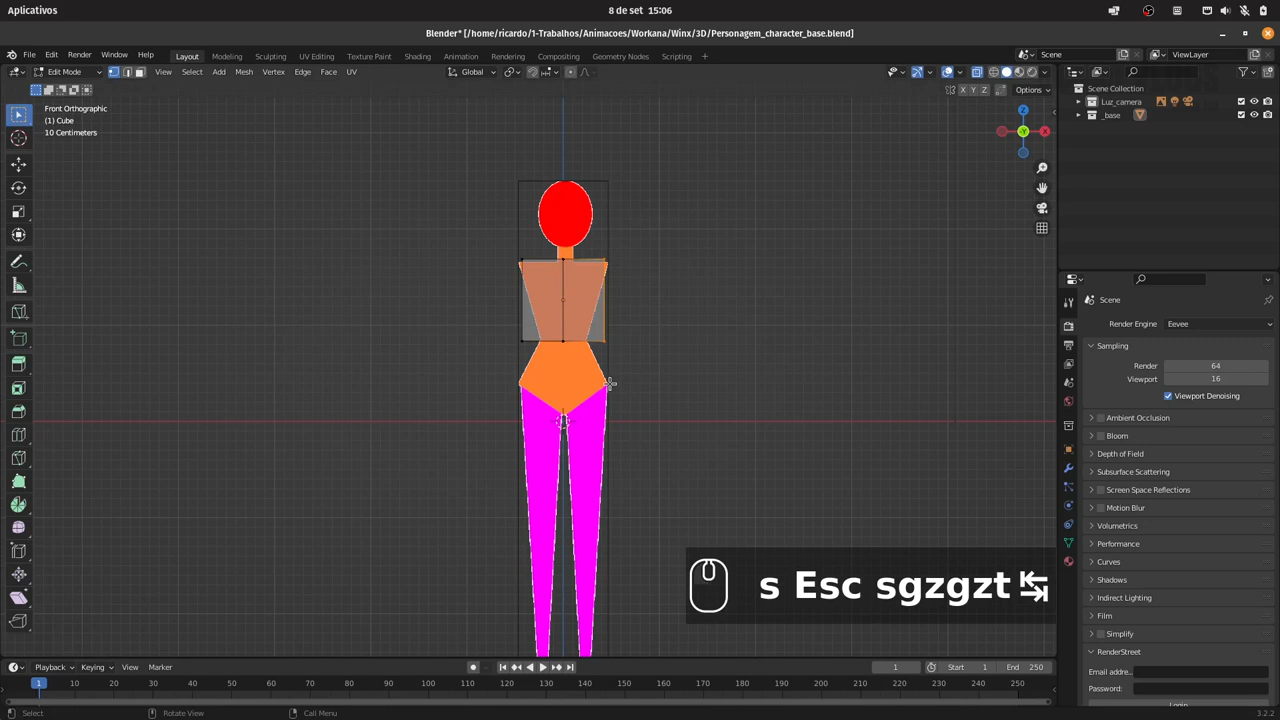 Aplicativos
8 de set 15:06
Blender* [/home/ricardo/1-Trabalhos/Animacoes/Workana/Winx/3D/Personagem_character_base.blend]
File Edit Render Window Help Layout Modeling Sculpting UV Editing Texture Paint Shading Animation Rendering Compositing Geometry Nodes Scripting + Scene ViewLayer
Edit Mode View Select Add Mesh Vertex Edge Face UV Global
X Y Z Options
Front Orthographic
(1) Cube
10 Centimeters
Z
Y X
Scene Collection
Luz_camera
_base
Scene
Render Engine Eevee
Sampling
Render 64
Viewport 16
Viewport Denoising
Ambient Occlusion
Bloom
Depth of Field
Subsurface Scattering
Screen Space Reflections
Motion Blur
Volumetrics
Performance
Curves
Shadows
Indirect Lighting
Film
Simplify
RenderStreet
Email addre..
Password:
Login
s Esc sgzgzt
Playback Keying View Marker 1 Start 1 End 250
1 10 20 30 40 50 60 70 80 90 100 110 120 130 140 150 160 170 180 190 200 210 220 230 240 250
Select Rotate View Call Menu 3.2.2